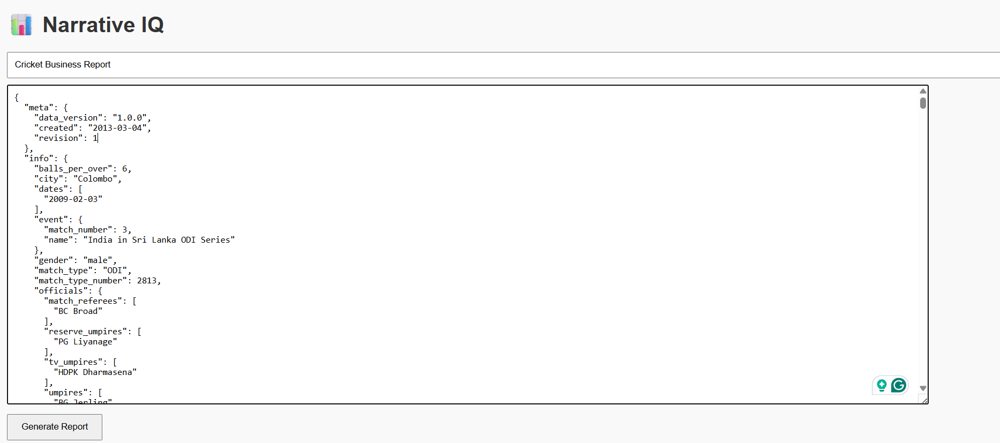 Narrative IQ
Cricket Business Report
{
  "meta": {
    "data_version": "1.0.0",
    "created": "2013-03-04",
    "revision": 1
  },
  "info": {
    "balls_per_over": 6,
    "city": "Colombo",
    "dates": [
      "2009-02-03"
    ],
    "event": {
      "match_number": 3,
      "name": "India in Sri Lanka ODI Series"
    },
    "gender": "male",
    "match_type": "ODI",
    "match_type_number": 2813,
    "officials": {
      "match_referees": [
        "BC Broad"
      ],
      "reserve_umpires": [
        "PG Liyanage"
      ],
      "tv_umpires": [
        "HDPK Dharmasena"
      ],
      "umpires": [
        "BG Jerling"
Generate Report